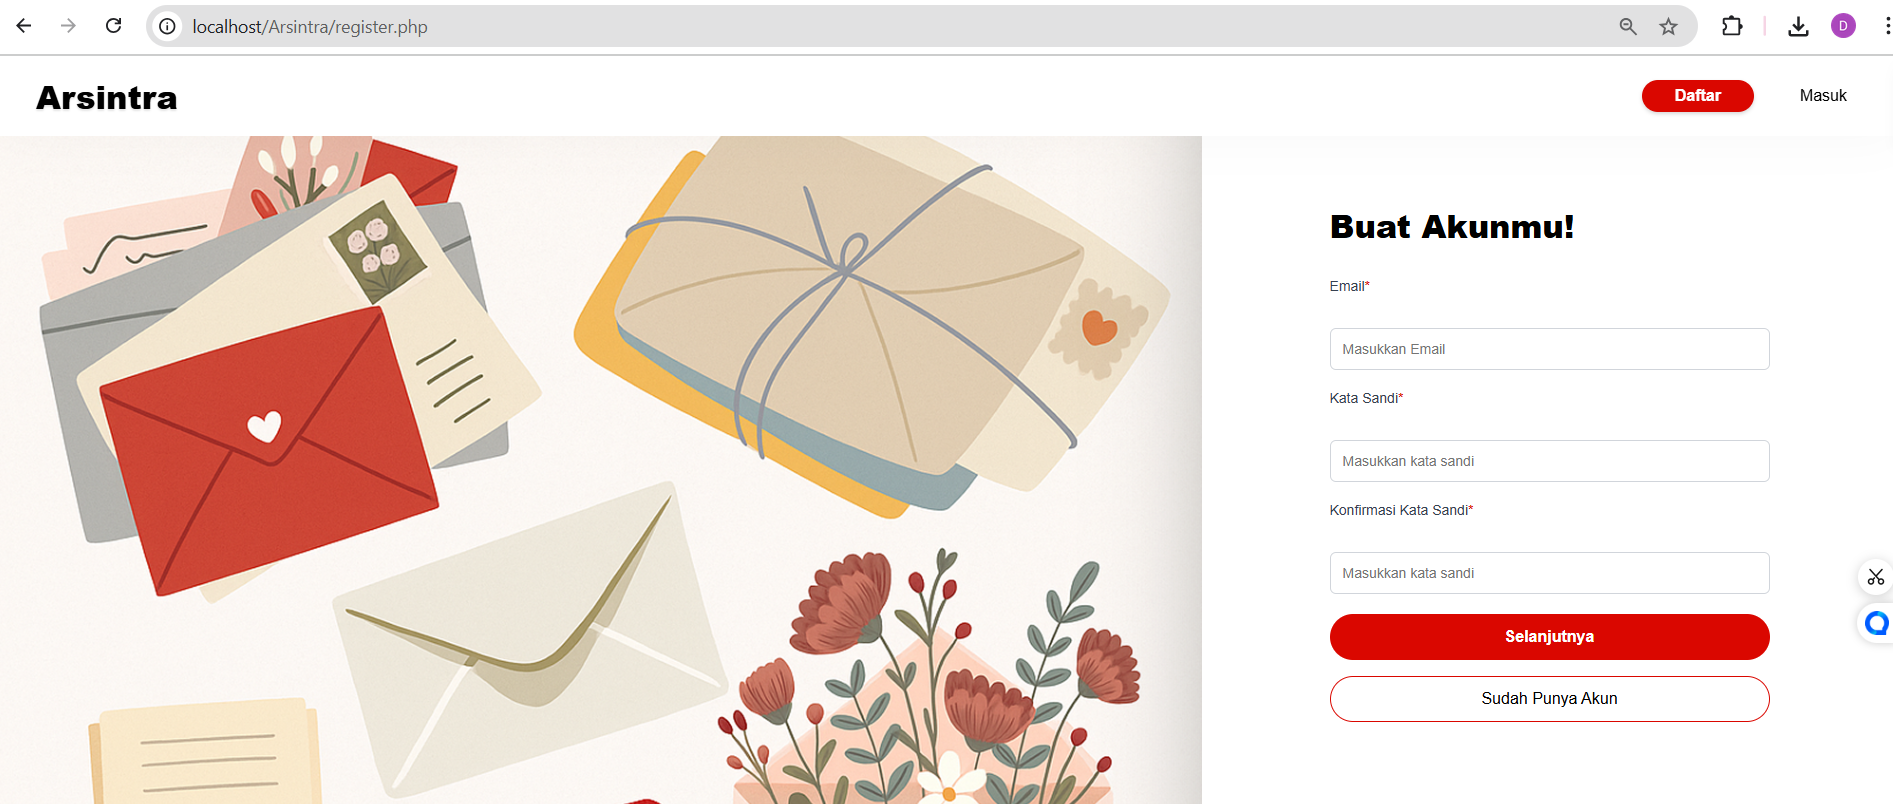 localhost/Arsintra/register.php
D
Arsintra
Daftar
Masuk
Buat Akunmu!
Email*
Masukkan Email
Kata Sandi*
Masukkan kata sandi
Konfirmasi Kata Sandi*
Masukkan kata sandi
Selanjutnya
Sudah Punya Akun